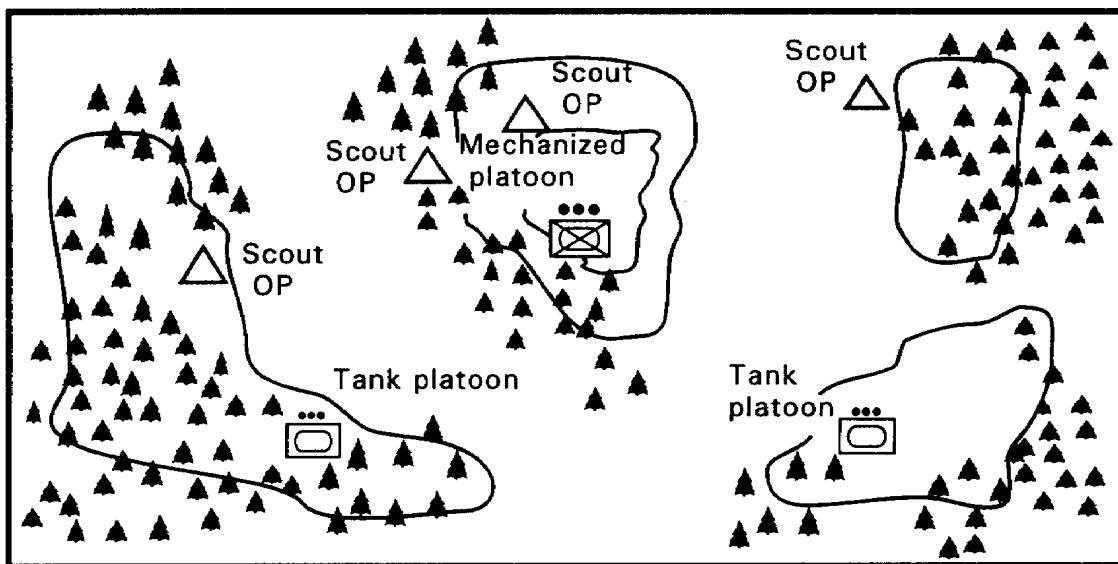 Scout
OP
Scout
OP
Mechanized
platoon
Scout
OP
Scout
OP
Tank platoon
Tank
platoon